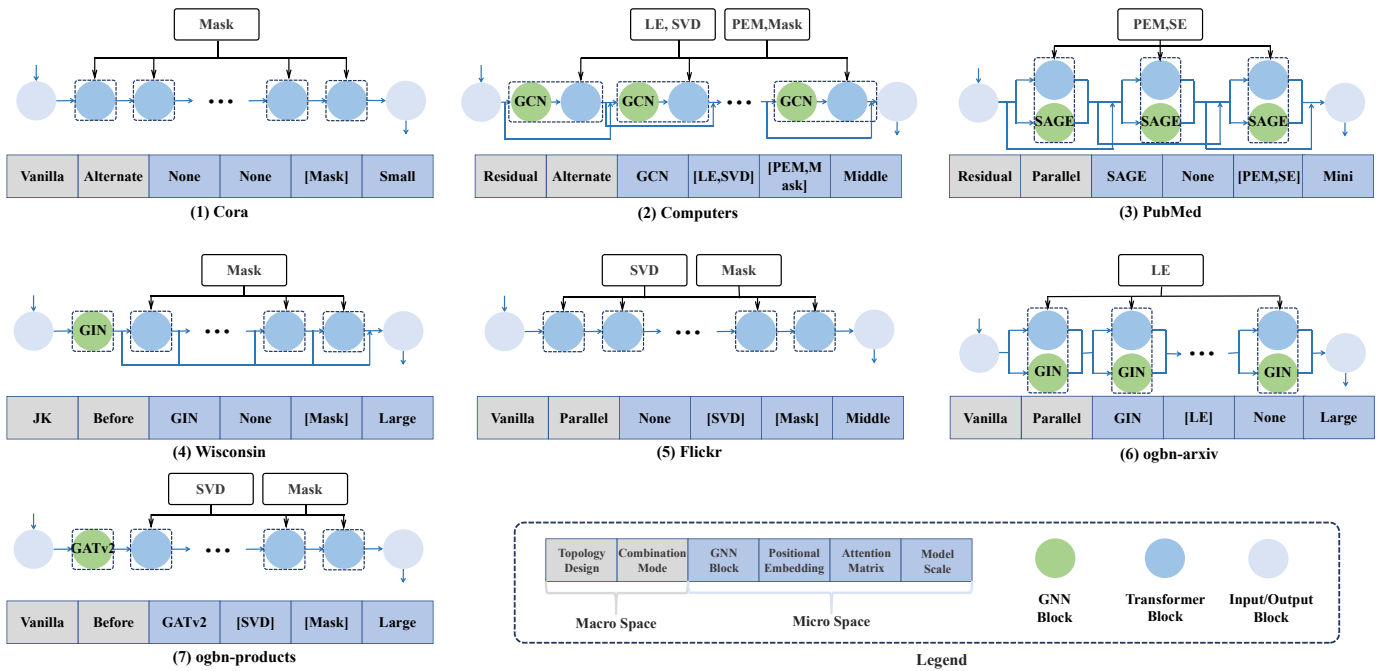 Mask
•••
Vanilla Alternate None None [Mask] Small
(1) Cora
LE, SVD PEM,Mask
GCN GCN ••• GCN
Residual Alternate GCN [LE,SVD] [PEM,M
ask] Middle
(2) Computers
PEM,SE
SAGE SAGE SAGE
Residual Parallel SAGE None [PEM,SE] Mini
(3) PubMed
Mask
GIN •••
JK Before GIN None [Mask] Large
(4) Wisconsin
SVD Mask
•••
Vanilla Parallel None [SVD] [Mask] Middle
(5) Flickr
LE
GIN GIN ••• GIN
Vanilla Parallel GIN [LE] None Large
(6) ogbn-arxiv
SVD Mask
GATv2 •••
Vanilla Before GATv2 [SVD] [Mask] Large
(7) ogbn-products
Topology
Design
Combination
Mode
GNN
Block
Positional
Embedding
Attention
Matrix
Model
Scale
Macro Space
Micro Space
GNN
Block
Transformer
Block
Input/Output
Block
Legend